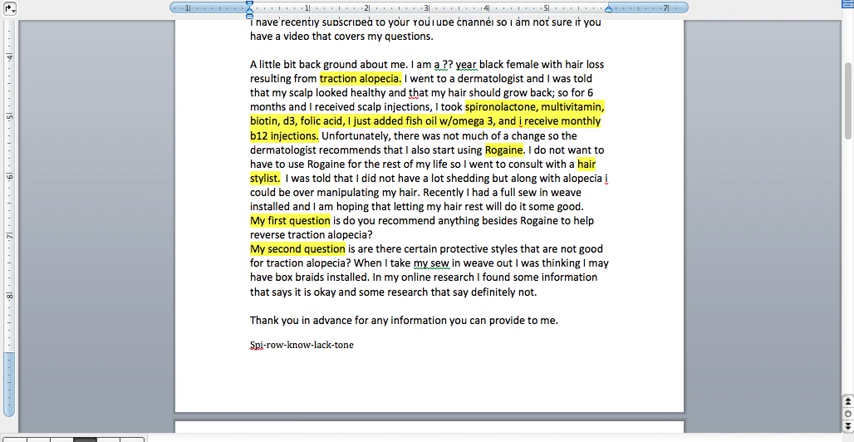 I have recently subscribed to your YouTube channel so I am not sure if you
have a video that covers my questions.
A little bit back ground about me. I am a ?? year black female with hair loss
resulting from traction alopecia. I went to a dermatologist and I was told
that my scalp looked healthy and that my hair should grow back; so for 6
months and I received scalp injections, I took spironolactone, multivitamin,
biotin, d3, folic acid, I just added fish oil w/omega 3, and i receive monthly
b12 injections. Unfortunately, there was not much of a change so the
dermatologist recommends that I also start using Rogaine. I do not want to
have to use Rogaine for the rest of my life so I went to consult with a hair
stylist. I was told that I did not have a lot shedding but along with alopecia i
could be over manipulating my hair. Recently I had a full sew in weave
installed and I am hoping that letting my hair rest will do it some good.
My first question is do you recommend anything besides Rogaine to help
reverse traction alopecia?
My second question is are there certain protective styles that are not good
for traction alopecia? When I take my sew in weave out I was thinking I may
have box braids installed. In my online research I found some information
that says it is okay and some research that say definitely not.
Thank you in advance for any information you can provide to me.
Spi-row-know-lack-tone